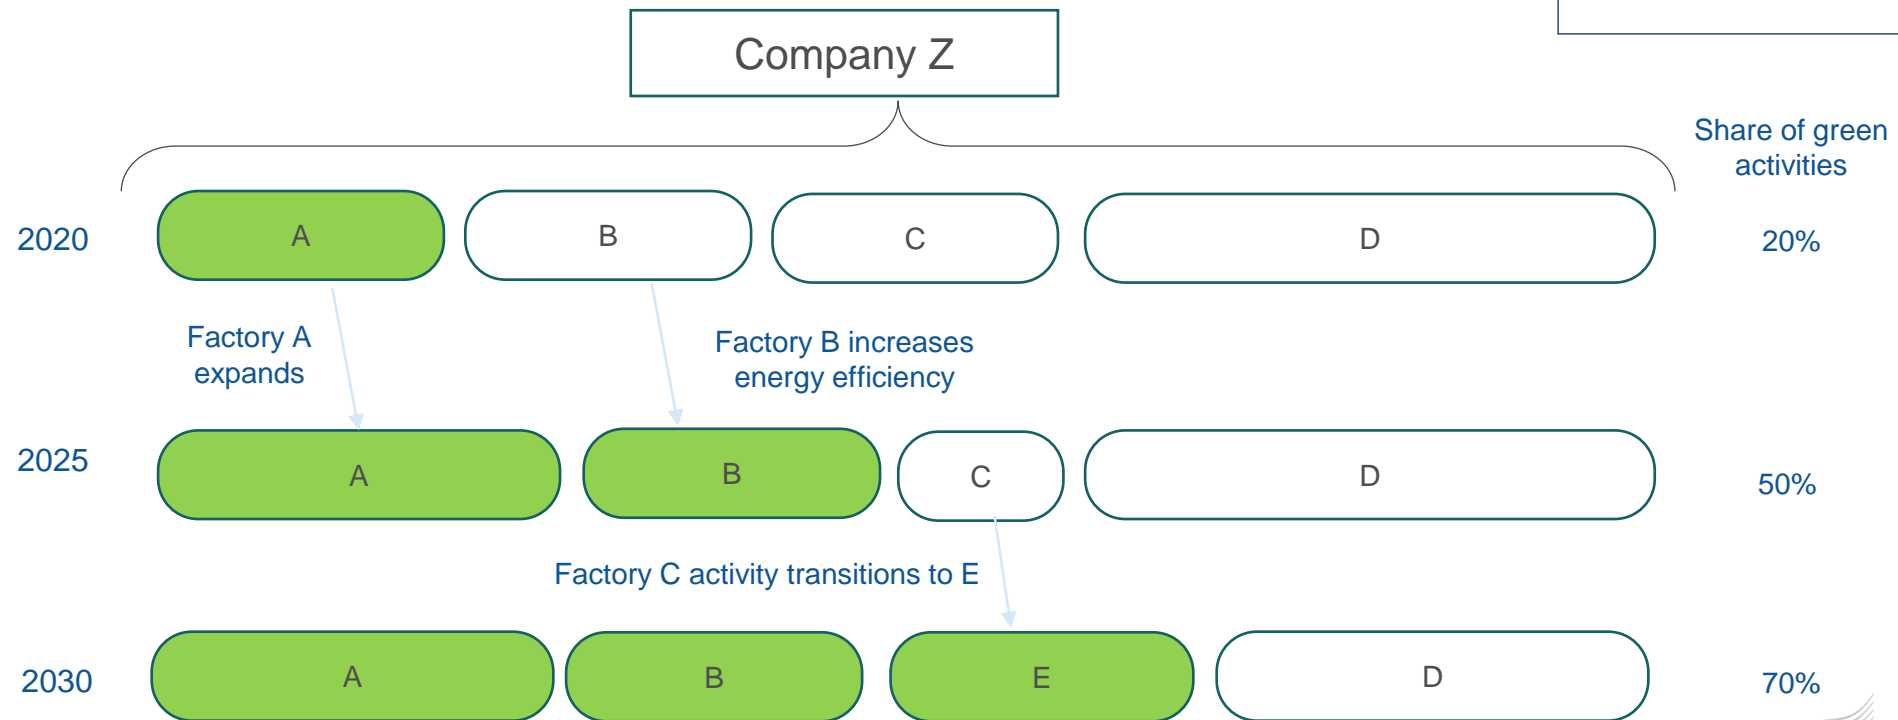 Company Z
Share of green
activities
2020
A
B
C
D
20%
Factory A
expands
Factory B increases
energy efficiency
2025
A
B
C
D
50%
Factory C activity transitions to E
2030
A
B
E
D
70%